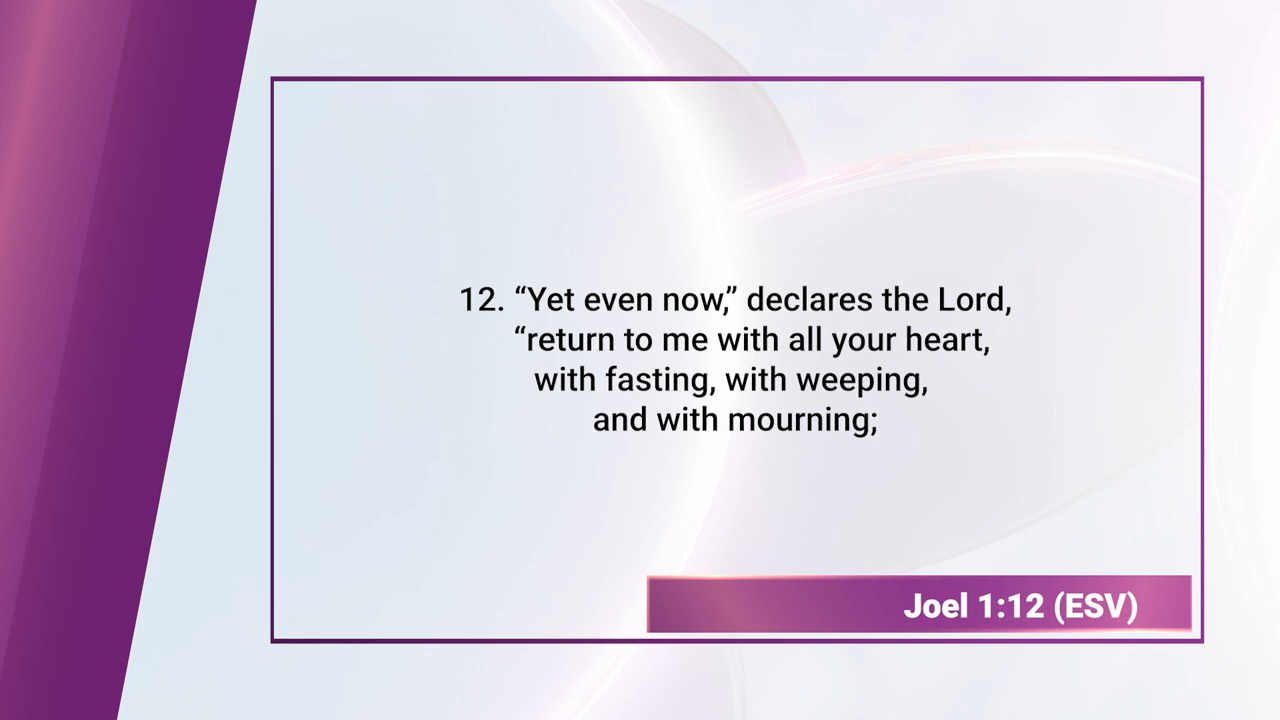 12. “Yet even now,” declares the Lord,
“return to me with all your heart,
with fasting, with weeping,
and with mourning;
Joel 1:12 (ESV)